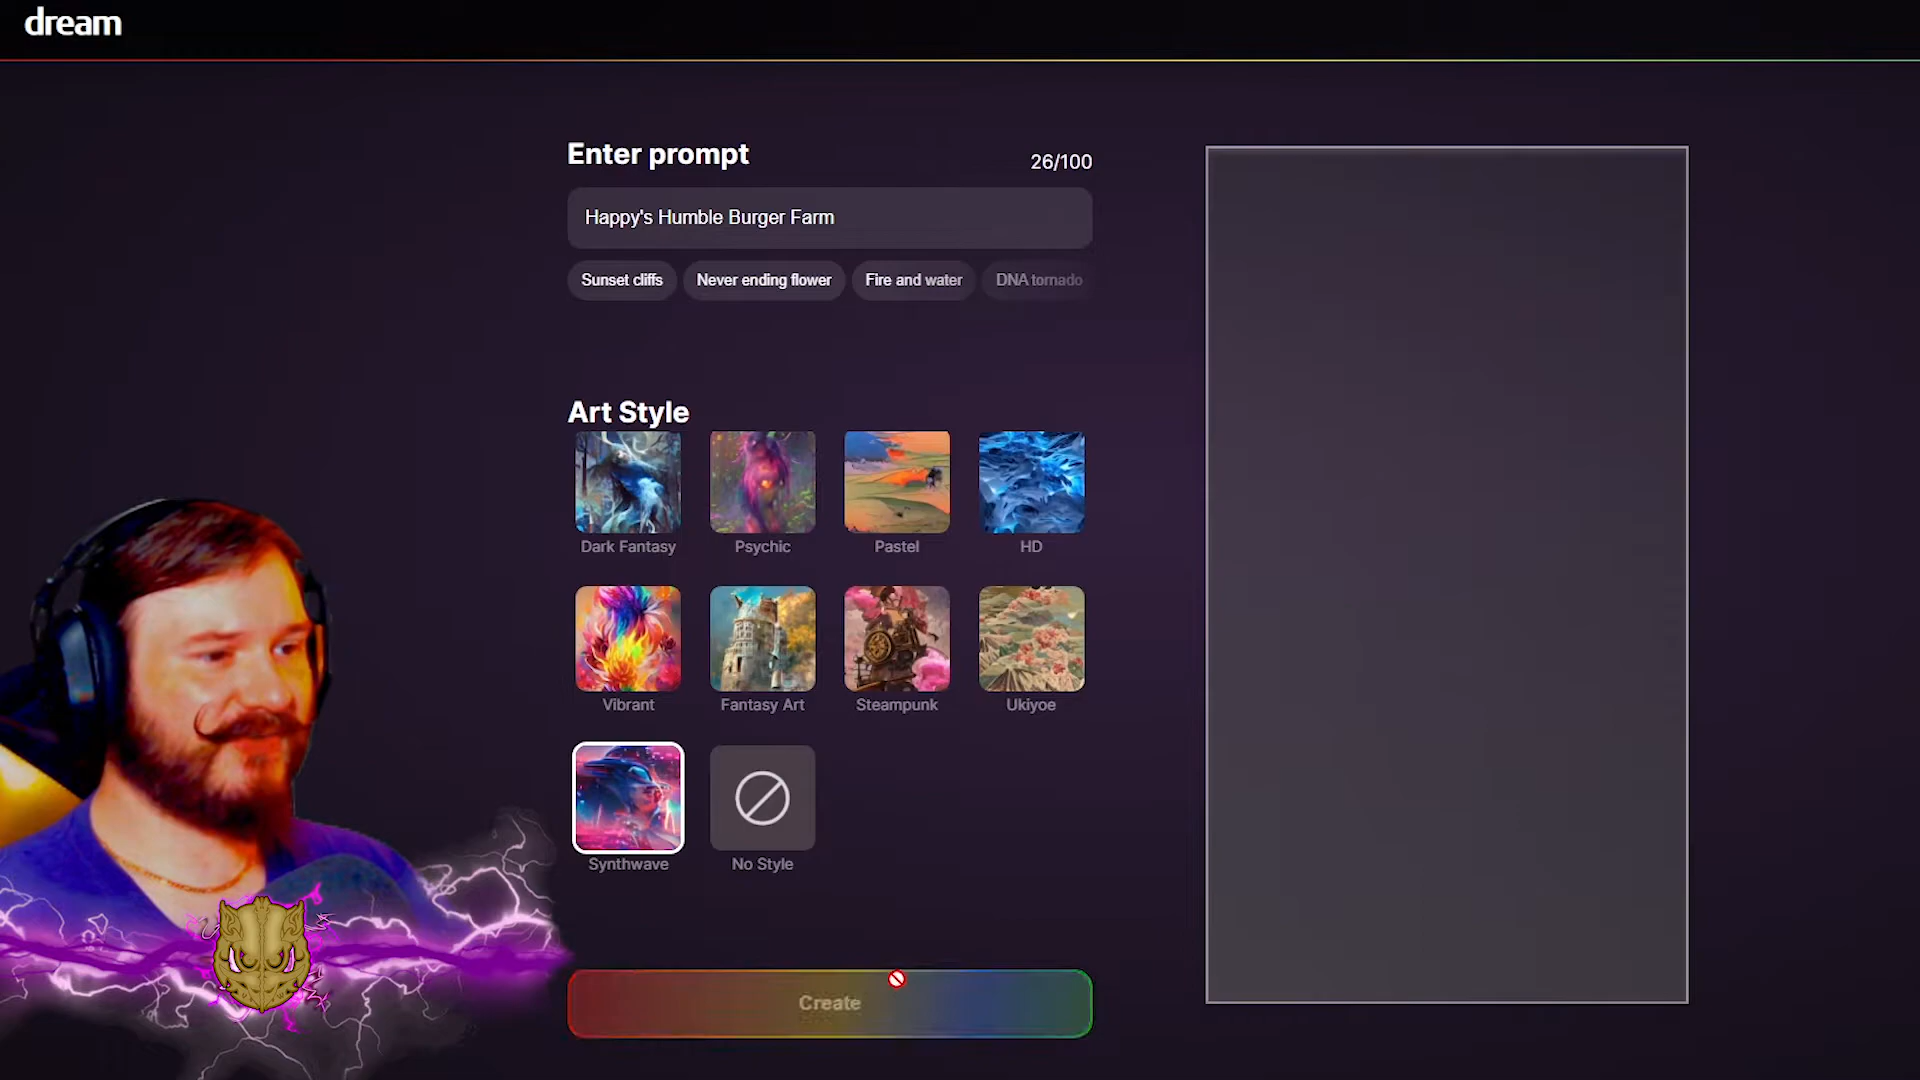 dream
Enter prompt
26/100
Happy's Humble Burger Farm
Sunset cliffs
Never ending flower
Fire and water
DNA tornado
Art Style
Dark Fantasy
Psychic
Pastel
HD
Vibrant
Fantasy Art
Steampunk
Ukiyoe
Synthwave
No Style
Create